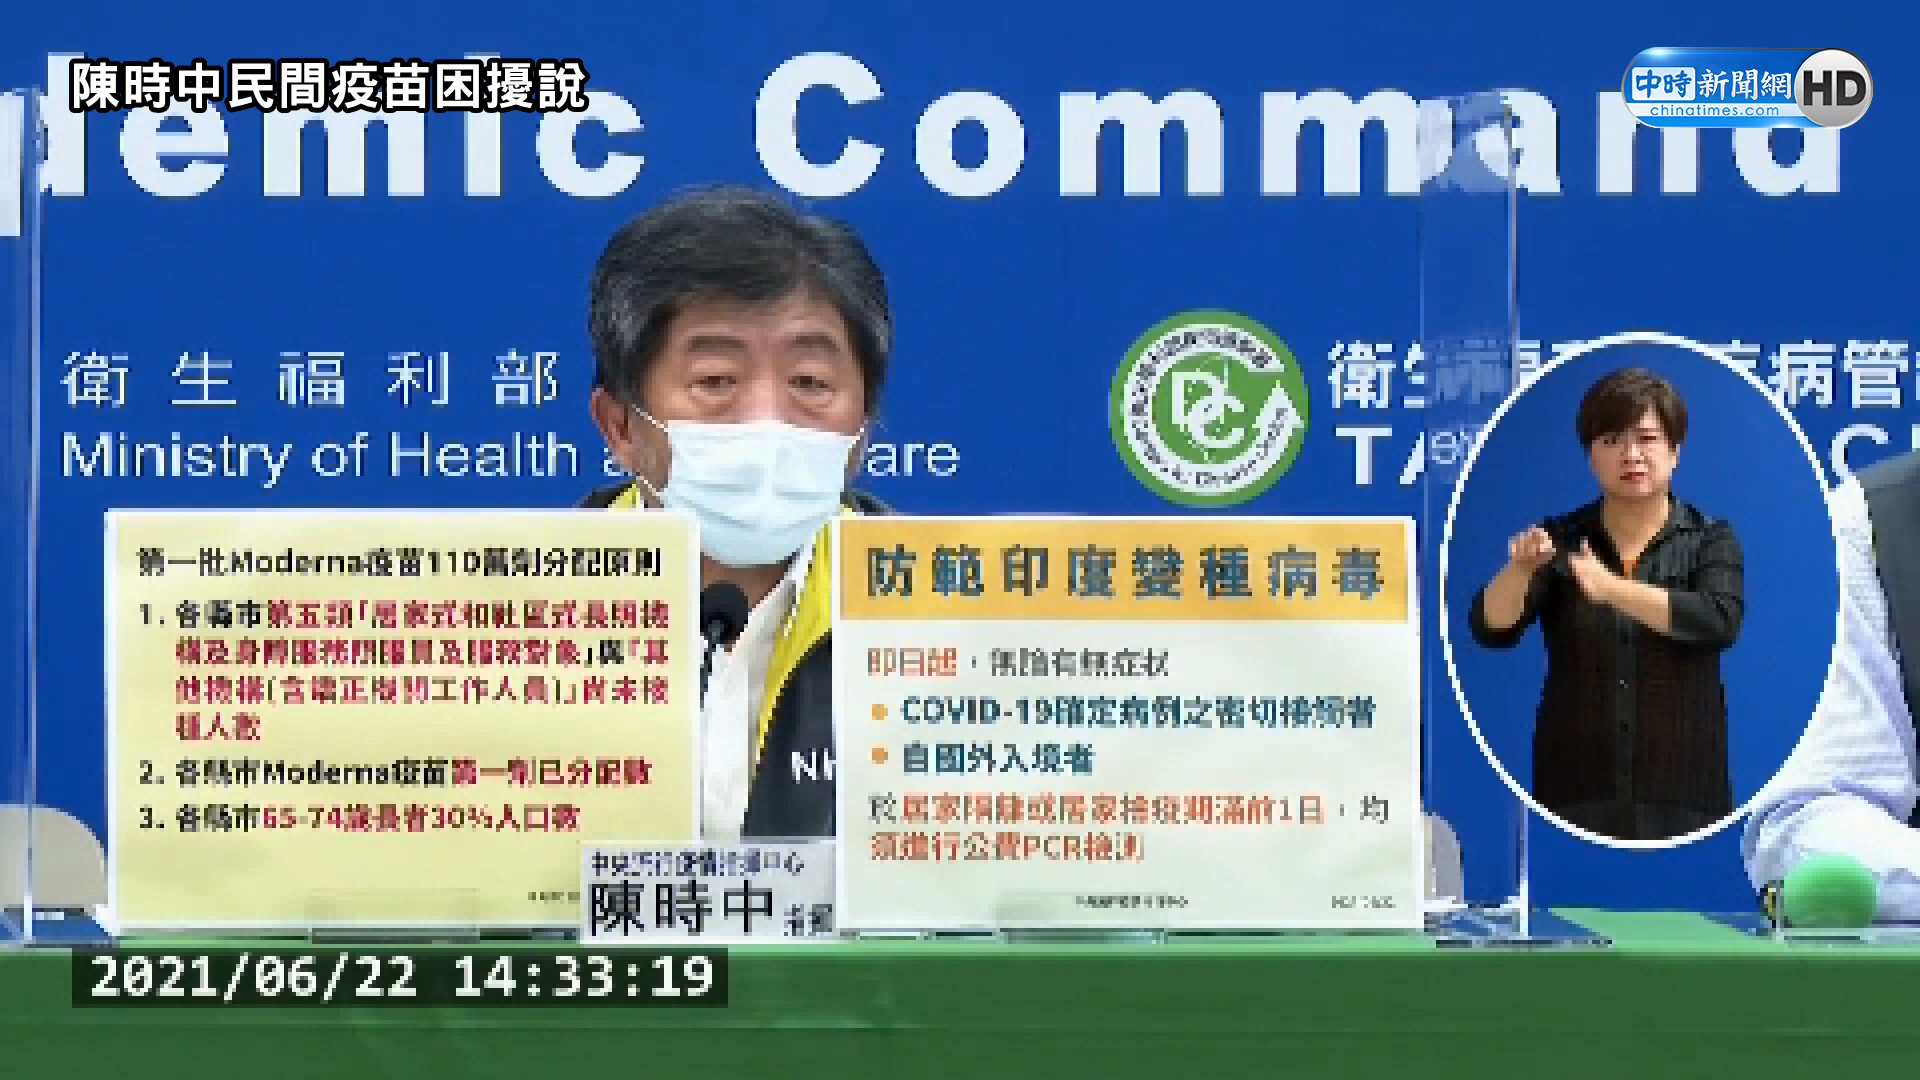 陳時中民間疫苗困擾說
中時新聞網 HD
chinatimes.com
demic Command
衛生福利部
Ministry of Health
are
衛生
病管
TA
第一批Moderna疫苗110萬劑分配原則
1. 各縣市第五類「居家式和社區式長照機
構及身障服務照服員及服務對象」與「其
他機構(含矯正機關工作人員)」尚未接
種人數
2. 各縣市Moderna疫苗第一劑已分配數
3. 各縣市65-74歲長者30%人口數
防範印度變種病毒
即日起，無論有無症狀
COVID-19確定病例之密切接觸者
自國外入境者
於居家隔離或居家檢疫期滿前1日，均
須進行公費PCR檢測
中央流行疫情指揮中心
陳時中
2021/06/22 14:33:19